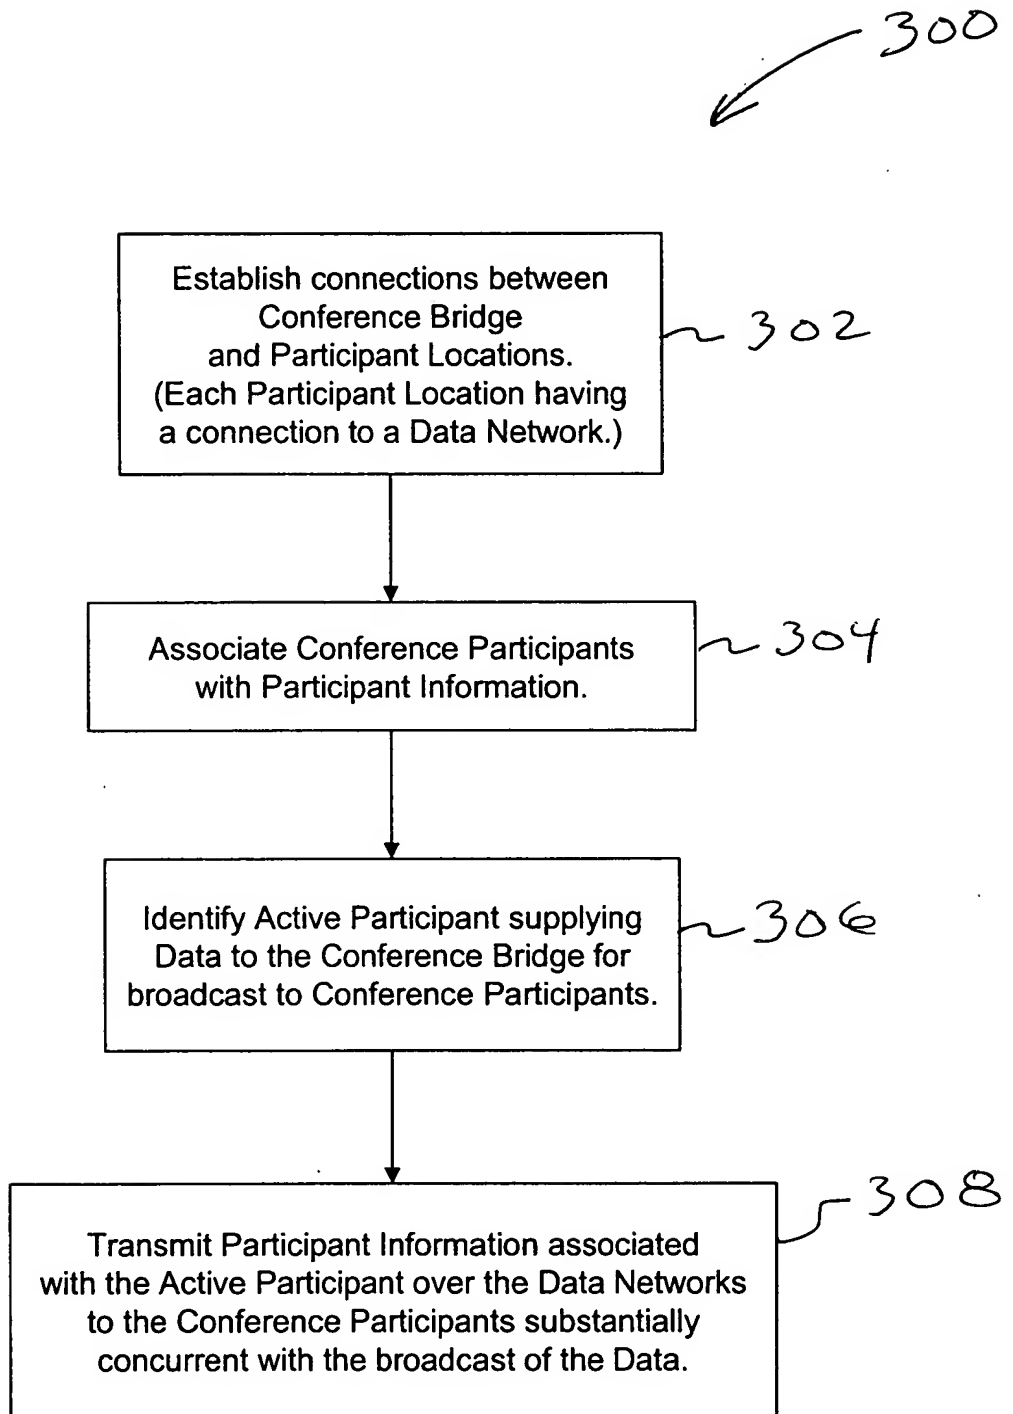 300
Establish connections between
Conference Bridge
and Participant Locations.
(Each Participant Location having
a connection to a Data Network.)
302
Associate Conference Participants
with Participant Information.
304
Identify Active Participant supplying
Data to the Conference Bridge for
broadcast to Conference Participants.
306
Transmit Participant Information associated
with the Active Participant over the Data Networks
to the Conference Participants substantially
concurrent with the broadcast of the Data.
308